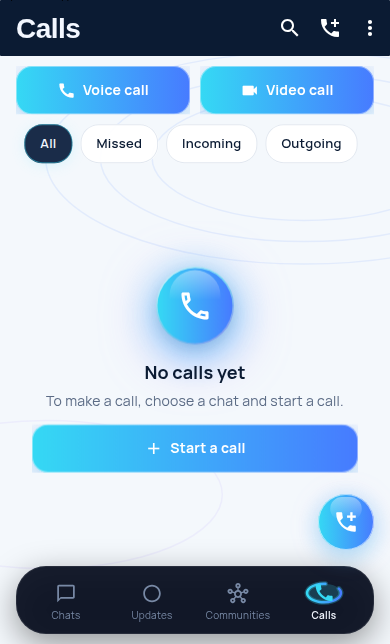 Calls
Voice call
Video call
All
Missed
Incoming
Outgoing
No calls yet
To make a call, choose a chat and start a call.
Start a call
Chats
Updates
Communities
Calls